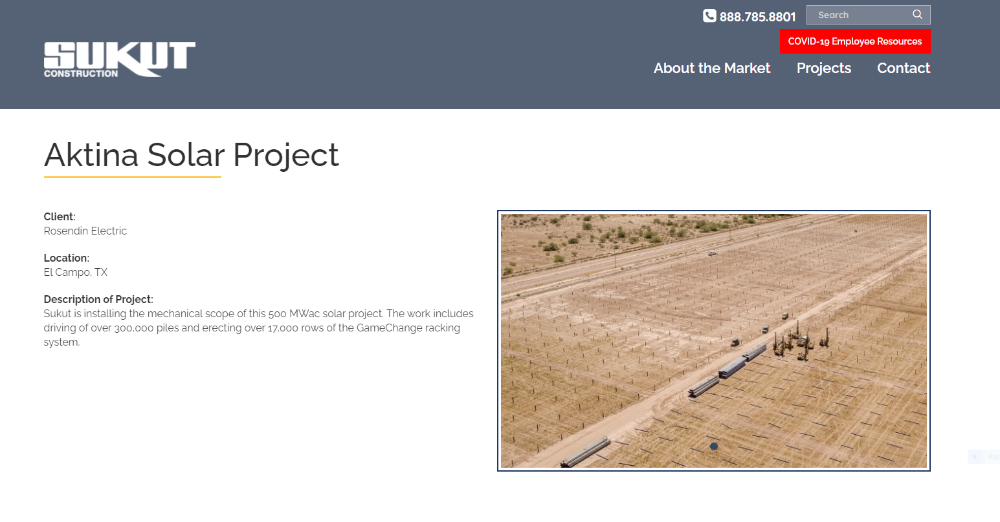 888.785.8801
Search
COVID-19 Employee Resources
SUKUT
CONSTRUCTION
About the Market
Projects
Contact
Aktina Solar Project
Client:
Rosendin Electric
Location:
El Campo, TX
Description of Project:
Sukut is installing the mechanical scope of this 500 MWac solar project. The work includes
driving of over 300,000 piles and erecting over 17,000 rows of the GameChange racking
system.